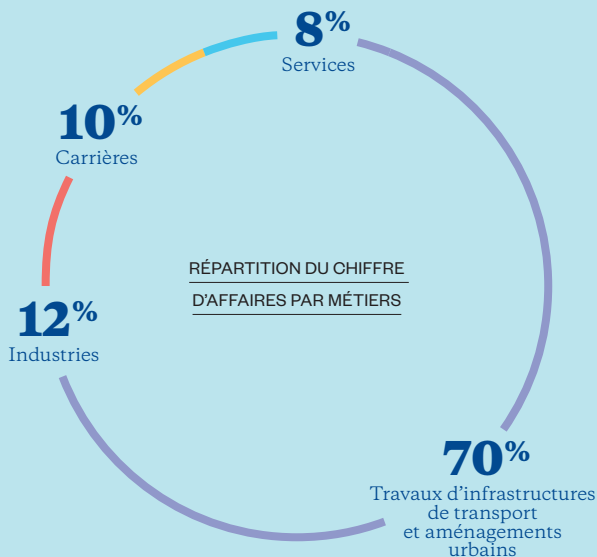 8%
Services
10%
Carrières
RÉPARTITION DU CHIFFRE
D'AFFAIRES PAR MÉTIERS
12%
Industries
70%
Travaux d'infrastructures
de transport
et aménagements
urbains